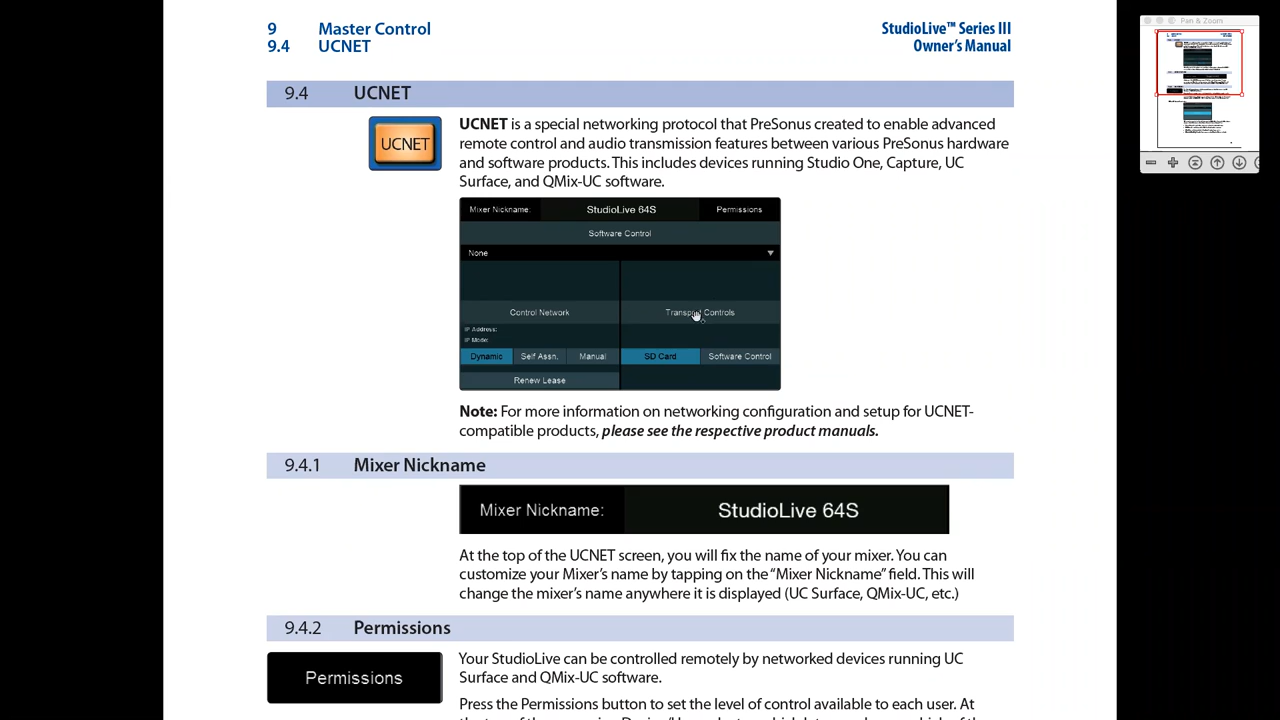 9 Master Control
9.4 UCNET
StudioLive™ Series III
Owner's Manual
Pan & Zoom
9.4 UCNET
UCNET
UCNET is a special networking protocol that PreSonus created to enable advanced
remote control and audio transmission features between various PreSonus hardware
and software products. This includes devices running Studio One, Capture, UC
Surface, and QMix-UC software.
Mixer Nickname: StudioLive 64S Permissions
Software Control
None
Control Network Transport Controls
IP Address:
IP Mode:
Dynamic Self Assn. Manual SD Card Software Control
Renew Lease
Note: For more information on networking configuration and setup for UCNET-
compatible products, please see the respective product manuals.
9.4.1 Mixer Nickname
Mixer Nickname: StudioLive 64S
At the top of the UCNET screen, you will fix the name of your mixer. You can
customize your Mixer's name by tapping on the “Mixer Nickname” field. This will
change the mixer's name anywhere it is displayed (UC Surface, QMix-UC, etc.)
9.4.2 Permissions
Permissions
Your StudioLive can be controlled remotely by networked devices running UC
Surface and QMix-UC software.
Press the Permissions button to set the level of control available to each user. At